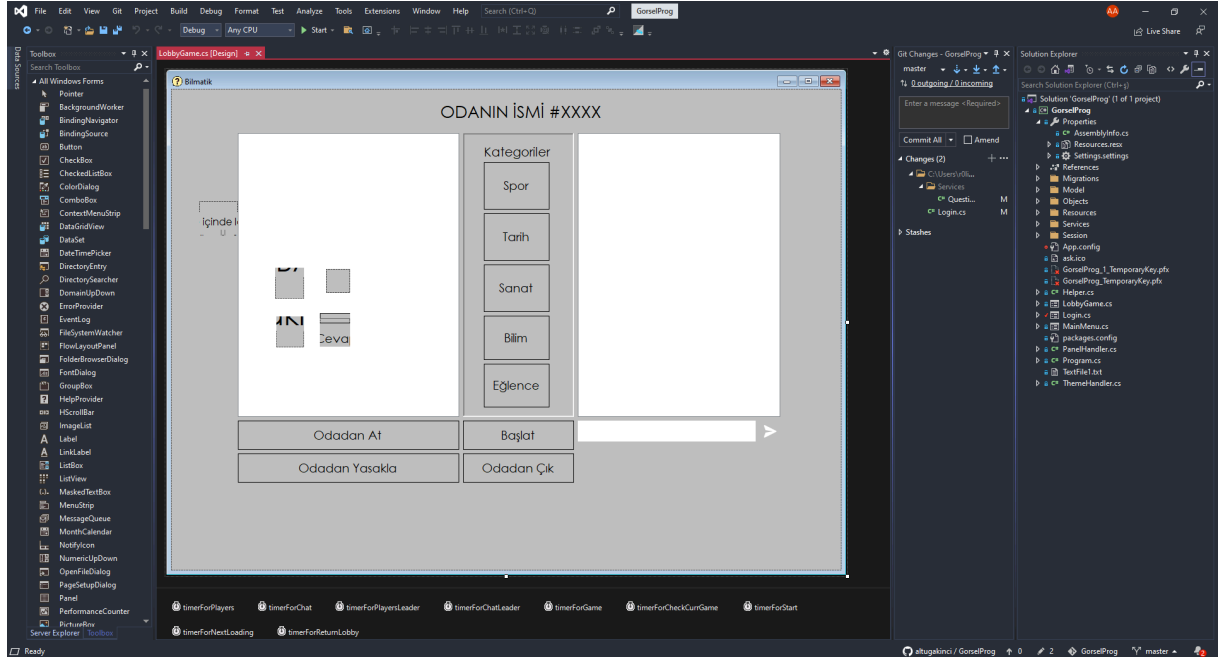 File Edit View Git Project Build Debug Format Test Analyze Tools Extensions Window Help Search (Ctrl+Q) GorselProg AA
Debug Any CPU Start Live Share
Data Sources
Toolbox
Search Toolbox
All Windows Forms
Pointer
BackgroundWorker
BindingNavigator
BindingSource
Button
CheckBox
CheckedListBox
ColorDialog
ComboBox
ContextMenuStrip
DataGridView
DataSet
DateTimePicker
DirectoryEntry
DirectorySearcher
DomainUpDown
ErrorProvider
EventLog
FileSystemWatcher
FlowLayoutPanel
FolderBrowserDialog
FontDialog
GroupBox
HelpProvider
HScrollBar
ImageList
Label
LinkLabel
ListBox
ListView
MaskedTextBox
MenuStrip
MessageQueue
MonthCalendar
NotifyIcon
NumericUpDown
OpenFileDialog
PageSetupDialog
Panel
PerformanceCounter
PictureBox
Server Explorer Toolbox
LobbyGame.cs [Design]
Bilmatik
ODANIN İSMİ #XXXX
Kategoriler
Spor
Tarih
Sanat
Bilim
Eğlence
içinde
Ceva
Odadan At Başlat
Odadan Yasakla Odadan Çık
timerForPlayers timerForChat timerForPlayersLeader timerForChatLeader timerForGame timerForCheckCurrGame timerForStart
timerForNextLoading timerForReturnLobby
Git Changes - GorselProg
master
0 outgoing / 0 incoming
Enter a message <Required>
Commit All Amend
Changes (2)
C:\Users\r0li...
Services
Questi... M
Login.cs M
Stashes
Solution Explorer
Search Solution Explorer (Ctrl+ş)
Solution 'GorselProg' (1 of 1 project)
GorselProg
Properties
AssemblyInfo.cs
Resources.resx
Settings.settings
References
Migrations
Model
Objects
Resources
Services
Session
App.config
ask.ico
GorselProg_1_TemporaryKey.pfx
GorselProg_TemporaryKey.pfx
Helper.cs
LobbyGame.cs
Login.cs
MainMenu.cs
packages.config
PanelHandler.cs
Program.cs
TextFile1.txt
ThemeHandler.cs
Ready altugakinci / GorselProg 0 2 GorselProg master 2